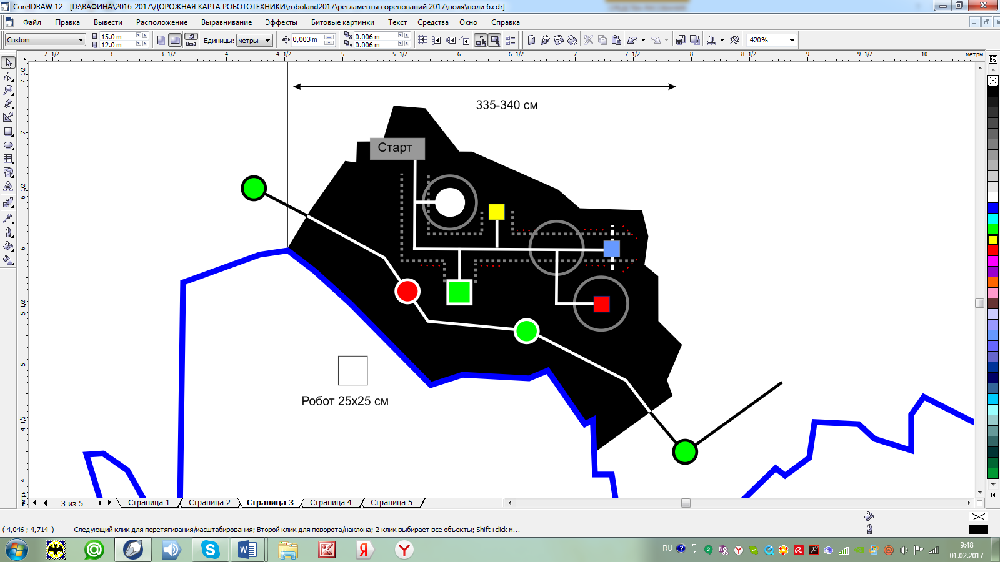 CorelDRAW 12 - [D:\ВАФИНА\2016-2017\ДОРОЖНАЯ КАРТА РОБОТОТЕХНИКИ\roboland2017\регламенты соренований 2017\поля\поли 6.cdr]
Файл Правка Вывести Расположение Выравнивание Эффекты Битовые картинки Текст Средства Окно Справка
Custom 15.0 m 12.0 m Единицы: метры 0,003 m 0.006 m 0.006 m 420%
2 1/2 3 3 1/2 4 4 1/2 5 5 1/2 6 6 1/2 7 7 1/2 8 8 1/2 9 9 1/2 10 метры
7 1/2
7
6 1/2
6
5 1/2
5
4 1/2
4
метры
335-340 см
Старт
Робот 25x25 см
3 из 5 Страница 1 Страница 2 Страница 3 Страница 4 Страница 5
( 4,046 ; 4,714 ) Следующий клик для перетягивания/масштабирования; Второй клик для поворота/наклона; 2-клик выбирает все объекты; Shift+click м...
RU 9:48
01.02.2017